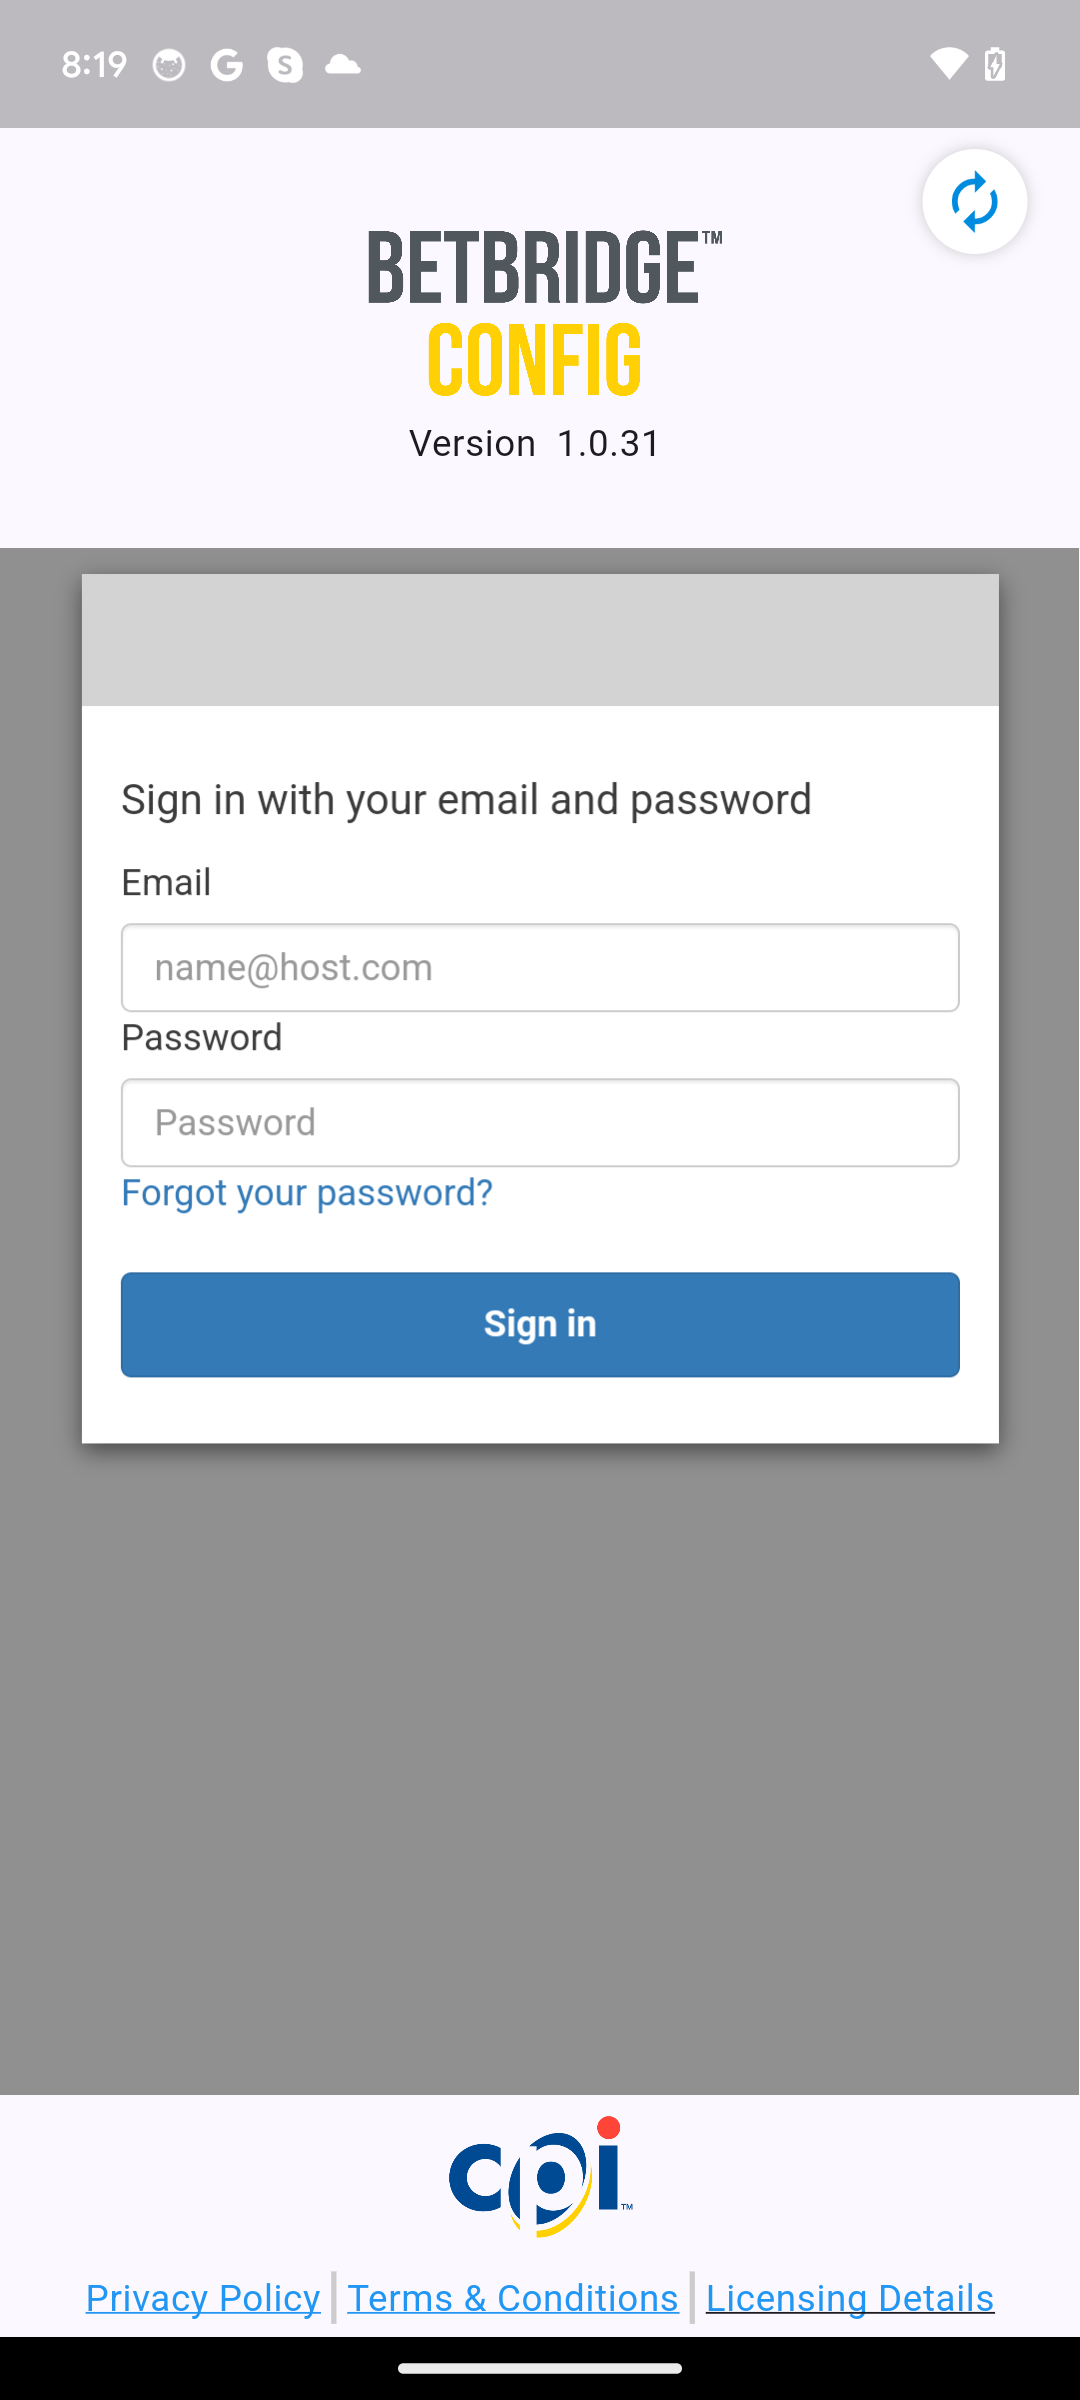 8:19
BETBRIDGE™
CONFIG
Version 1.0.31
Sign in with your email and password
Email
name@host.com
Password
Password
Forgot your password?
Sign in
cpi™
Privacy Policy | Terms & Conditions | Licensing Details